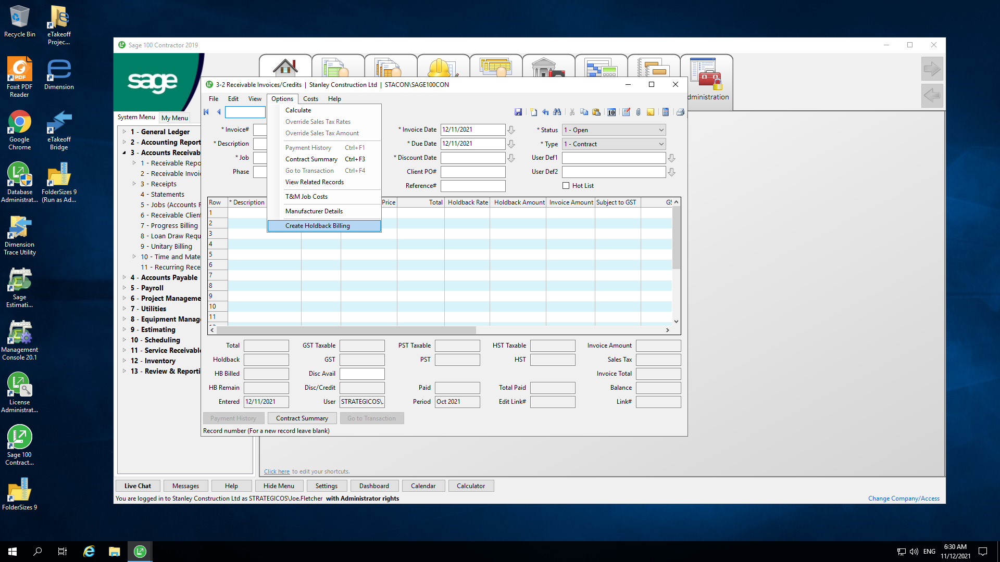 Recycle Bin
eTakeoff Projec...
Foxit PDF Reader
Dimension
Google Chrome
eTakeoff Bridge
Database Administrat...
FolderSizes 9 (Run as Ad...
Dimension Trace Utility
Sage Estimati...
Management Console 20.1
License Administrat...
Sage 100 Contract...
FolderSizes 9
Sage 100 Contractor 2019
sage
dministration
System Menu
My Menu
1 - General Ledger
2 - Accounting Report
3 - Accounts Receivab
1 - Receivable Repo
2 - Receivable Invoi
3 - Receipts
4 - Statements
5 - Jobs (Accounts R
6 - Receivable Client
7 - Progress Billing
8 - Loan Draw Requ
9 - Unitary Billing
10 - Time and Mate
11 - Recurring Rece
4 - Accounts Payable
5 - Payroll
6 - Project Manageme
7 - Utilities
8 - Equipment Manag
9 - Estimating
10 - Scheduling
11 - Service Receivable
12 - Inventory
13 - Review & Reporti
3-2 Receivable Invoices/Credits | Stanley Construction Ltd | STACON\SAGE100CON
File Edit View Options Costs Help
10
Calculate
Override Sales Tax Rates
Override Sales Tax Amount
Payment History Ctrl+F1
Contract Summary Ctrl+F3
Go to Transaction Ctrl+F4
View Related Records
T&M Job Costs
Manufacturer Details
Create Holdback Billing
* Invoice#
* Description
* Job
Phase
* Invoice Date 12/11/2021
* Due Date 12/11/2021
* Discount Date
Client PO#
Reference#
* Status 1 - Open
* Type 1 - Contract
User Def1
User Def2
Hot List
Row * Description Price Total Holdback Rate Holdback Amount Invoice Amount Subject to GST GS
1
2
3
4
5
6
7
8
9
10
11
Total GST Taxable PST Taxable HST Taxable Invoice Amount
Holdback GST PST HST Sales Tax
HB Billed Disc Avail Invoice Total
HB Remain Disc/Credit Paid Total Paid Balance
Entered 12/11/2021 User STRATEGICOS\. Period Oct 2021 Edit Link# Link#
Payment History Contract Summary Go to Transaction
Record number (For a new record leave blank)
Click here to edit your shortcuts.
Live Chat Messages Help Hide Menu Settings Dashboard Calendar Calculator
You are logged in to Stanley Construction Ltd as STRATEGICOS\Joe.Fletcher with Administrator rights
Change Company/Access
ENG
6:30 AM
11/12/2021